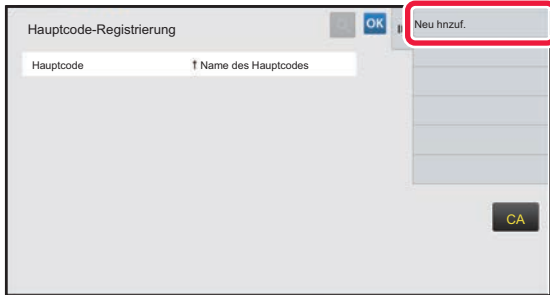 Hauptcode-Registrierung
OK
Neu hnzuf.
Hauptcode
Name des Hauptcodes
CA